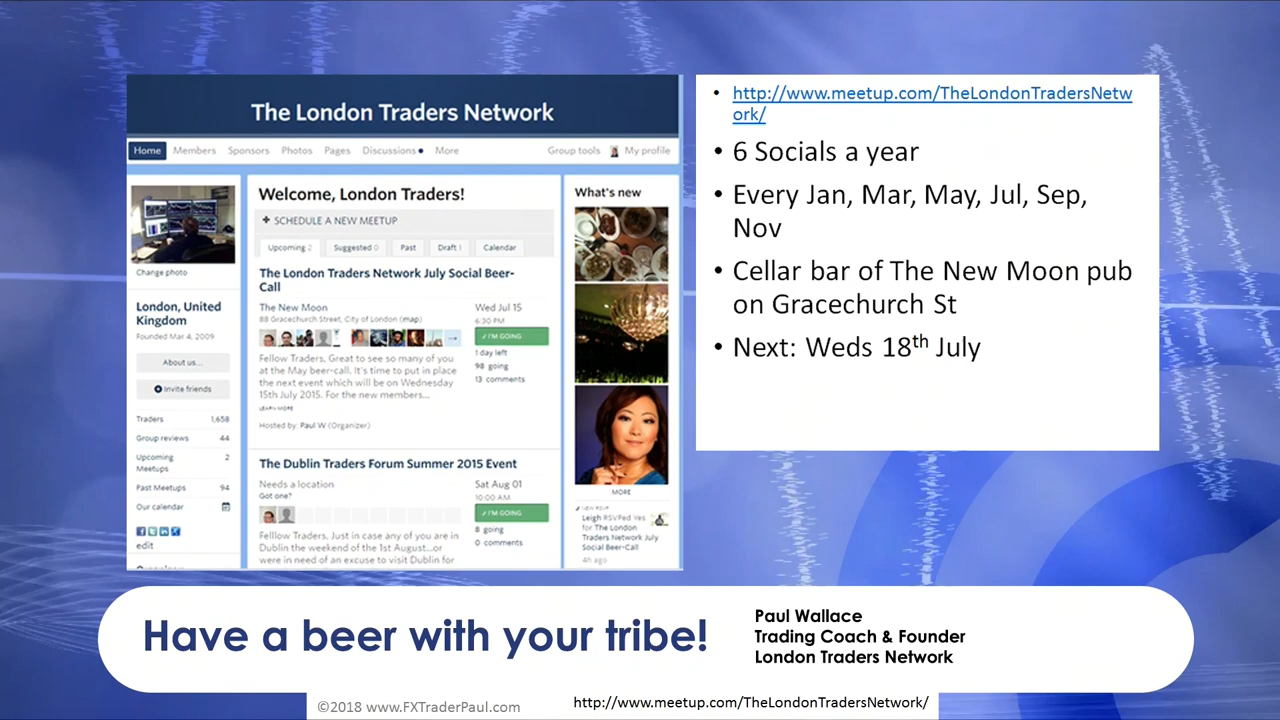 The London Traders Network
Home Members Sponsors Photos Pages Discussions More Group tools My profile
Change photo
London, United
Kingdom
Founded Mar 4, 2009
About us...
Invite friends
Traders 1,658
Group reviews 44
Upcoming 2
Meetups
Past Meetups 94
Our calendar
edit
Welcome, London Traders!
+ SCHEDULE A NEW MEETUP
Upcoming 2 Suggested 0 Past Draft 1 Calendar
The London Traders Network July Social Beer-
Call
The New Moon
88 Gracechurch Street, City of London (map)
Fellow Traders, Great to see so many of you
at the May beer-call. It's time to put in place
the next event which will be on Wednesday
15th July 2015. For the new members...
LEARN MORE
Hosted by: Paul W (Organizer)
Wed Jul 15
6:30 PM
✓ I'M GOING
1 day left
98 going
13 comments
The Dublin Traders Forum Summer 2015 Event
Needs a location
Got one?
Felllow Traders, Just in case any of you are in
Dublin the weekend of the 1st August...or
were in need of an excuse to visit Dublin for
Sat Aug 01
10:00 AM
✓ I'M GOING
8 going
0 comments
What's new
MORE
NEW RSVP
Leigh RSVPed Yes
for The London
Traders Network July
Social Beer-Call
4h ago
• http://www.meetup.com/TheLondonTradersNetw
ork/
• 6 Socials a year
• Every Jan, Mar, May, Jul, Sep,
Nov
• Cellar bar of The New Moon pub
on Gracechurch St
• Next: Weds 18th July
Have a beer with your tribe!
Paul Wallace
Trading Coach & Founder
London Traders Network
©2018 www.FXTraderPaul.com
http://www.meetup.com/TheLondonTradersNetwork/